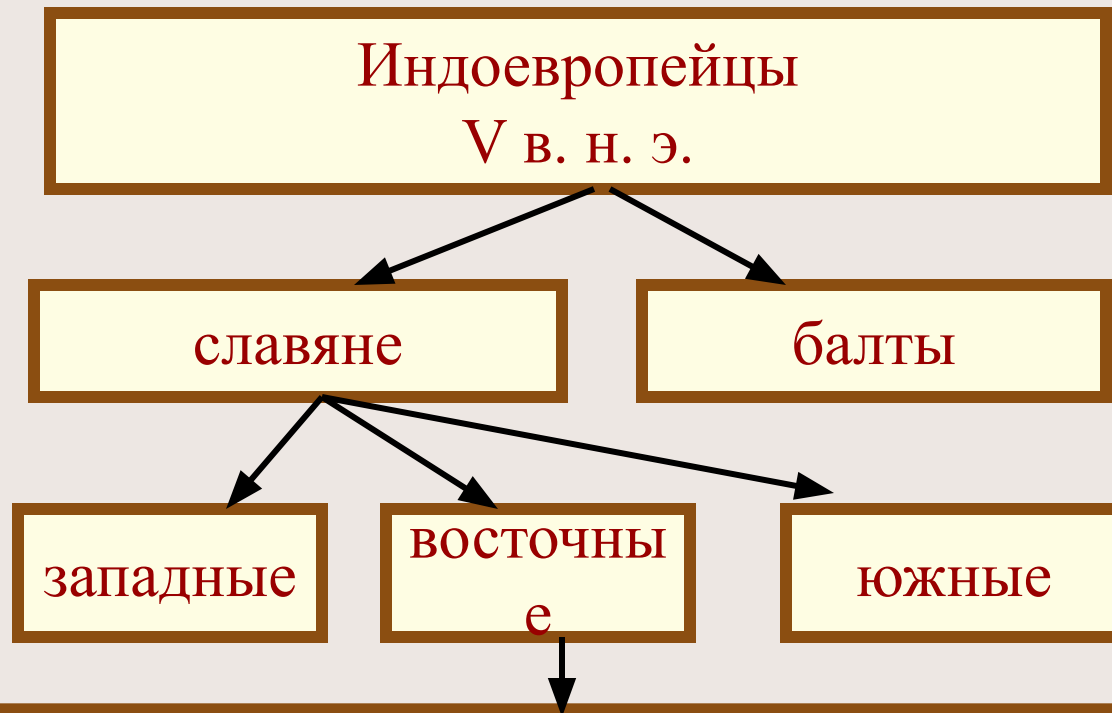 Индоевропейцы
V в. н. э.
славяне
балты
западные
восточны
е
южные